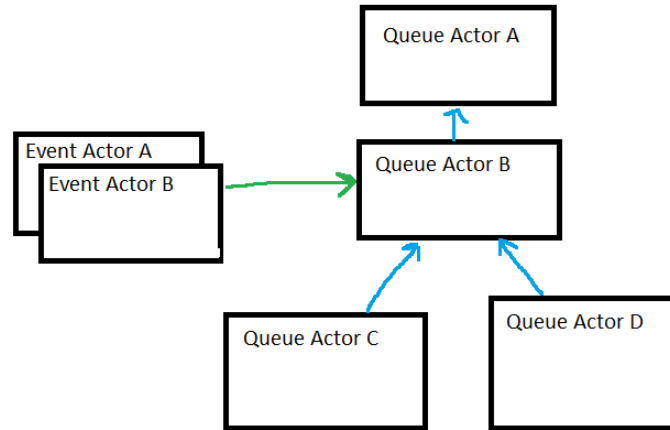 Queue Actor A
Event Actor A
Event Actor B
Queue Actor B
Queue Actor C
Queue Actor D